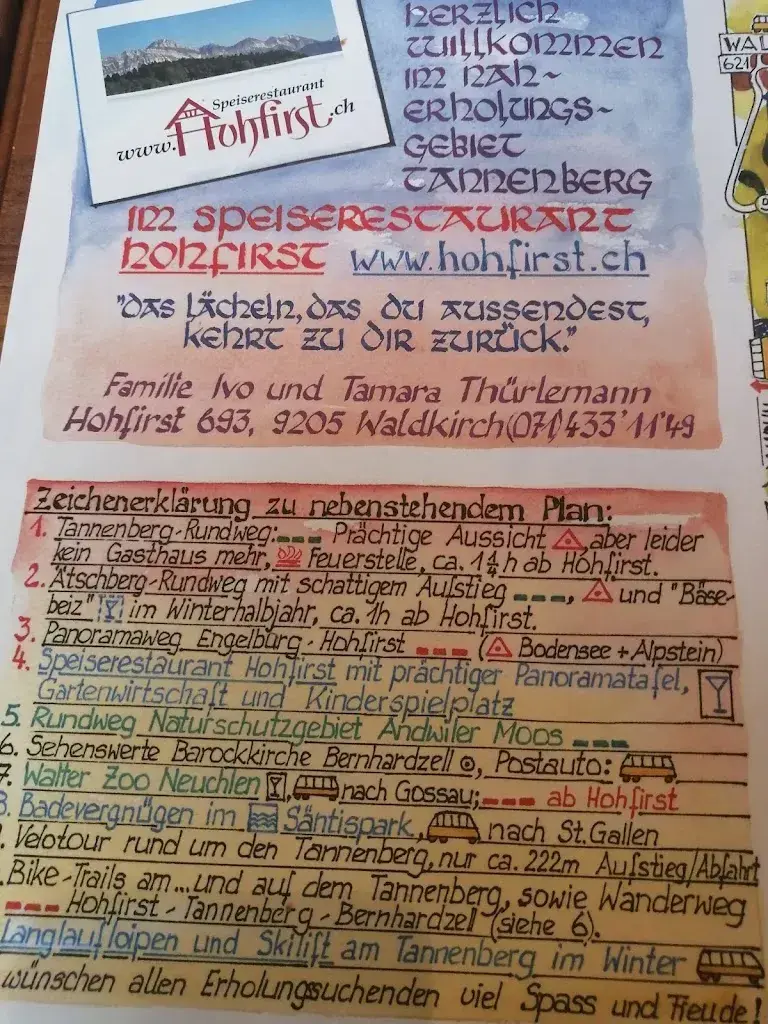 Speiserestaurant
www.Hohfirst.ch
herzlich
willkommen
im nah-
erholungs-
gebiet
tannenberg
im speiserestaurant
hohfirst www.hohfirst.ch
"das lächeln, das du aussendest,
kehrt zu dir zurück."
Familie Ivo und Tamara Thürlemann
Hohfirst 693, 9205 Waldkirch (071) 433'11'49
WAL
621
Zeichenerklärung zu nebenstehendem Plan:
1. Tannenberg-Rundweg: Prächtige Aussicht, aber leider
kein Gasthaus mehr, Feuerstelle, ca. 1¼ h ab Hohfirst.
2. Ätschberg-Rundweg mit schattigem Aufstieg, und "Bäse-
beiz" im Winterhalbjahr, ca. 1h ab Hohfirst.
3. Panoramaweg Engelburg-Hohfirst (Bodensee + Alpstein)
4. Speiserestaurant Hohfirst mit prächtiger Panoramatafel,
Gartenwirtschaft und Kinderspielplatz
5. Rundweg Naturschutzgebiet Andwiler Moos
6. Sehenswerte Barockkirche Bernhardzell, Postauto:
7. Walter Zoo Neuchlen, nach Gossau; ab Hohfirst
8. Badevergnügen im Säntispark, nach St.Gallen
. Velotour rund um den Tannenberg, nur ca. 222m Aufstieg/Abfahrt
. Bike-Trails am...und auf dem Tannenberg, sowie Wanderweg
Hohfirst-Tannenberg-Bernhardzell (siehe 6).
Langlaufloipen und Skilift am Tannenberg im Winter
wünschen allen Erholungssuchenden viel Spass und Freude!